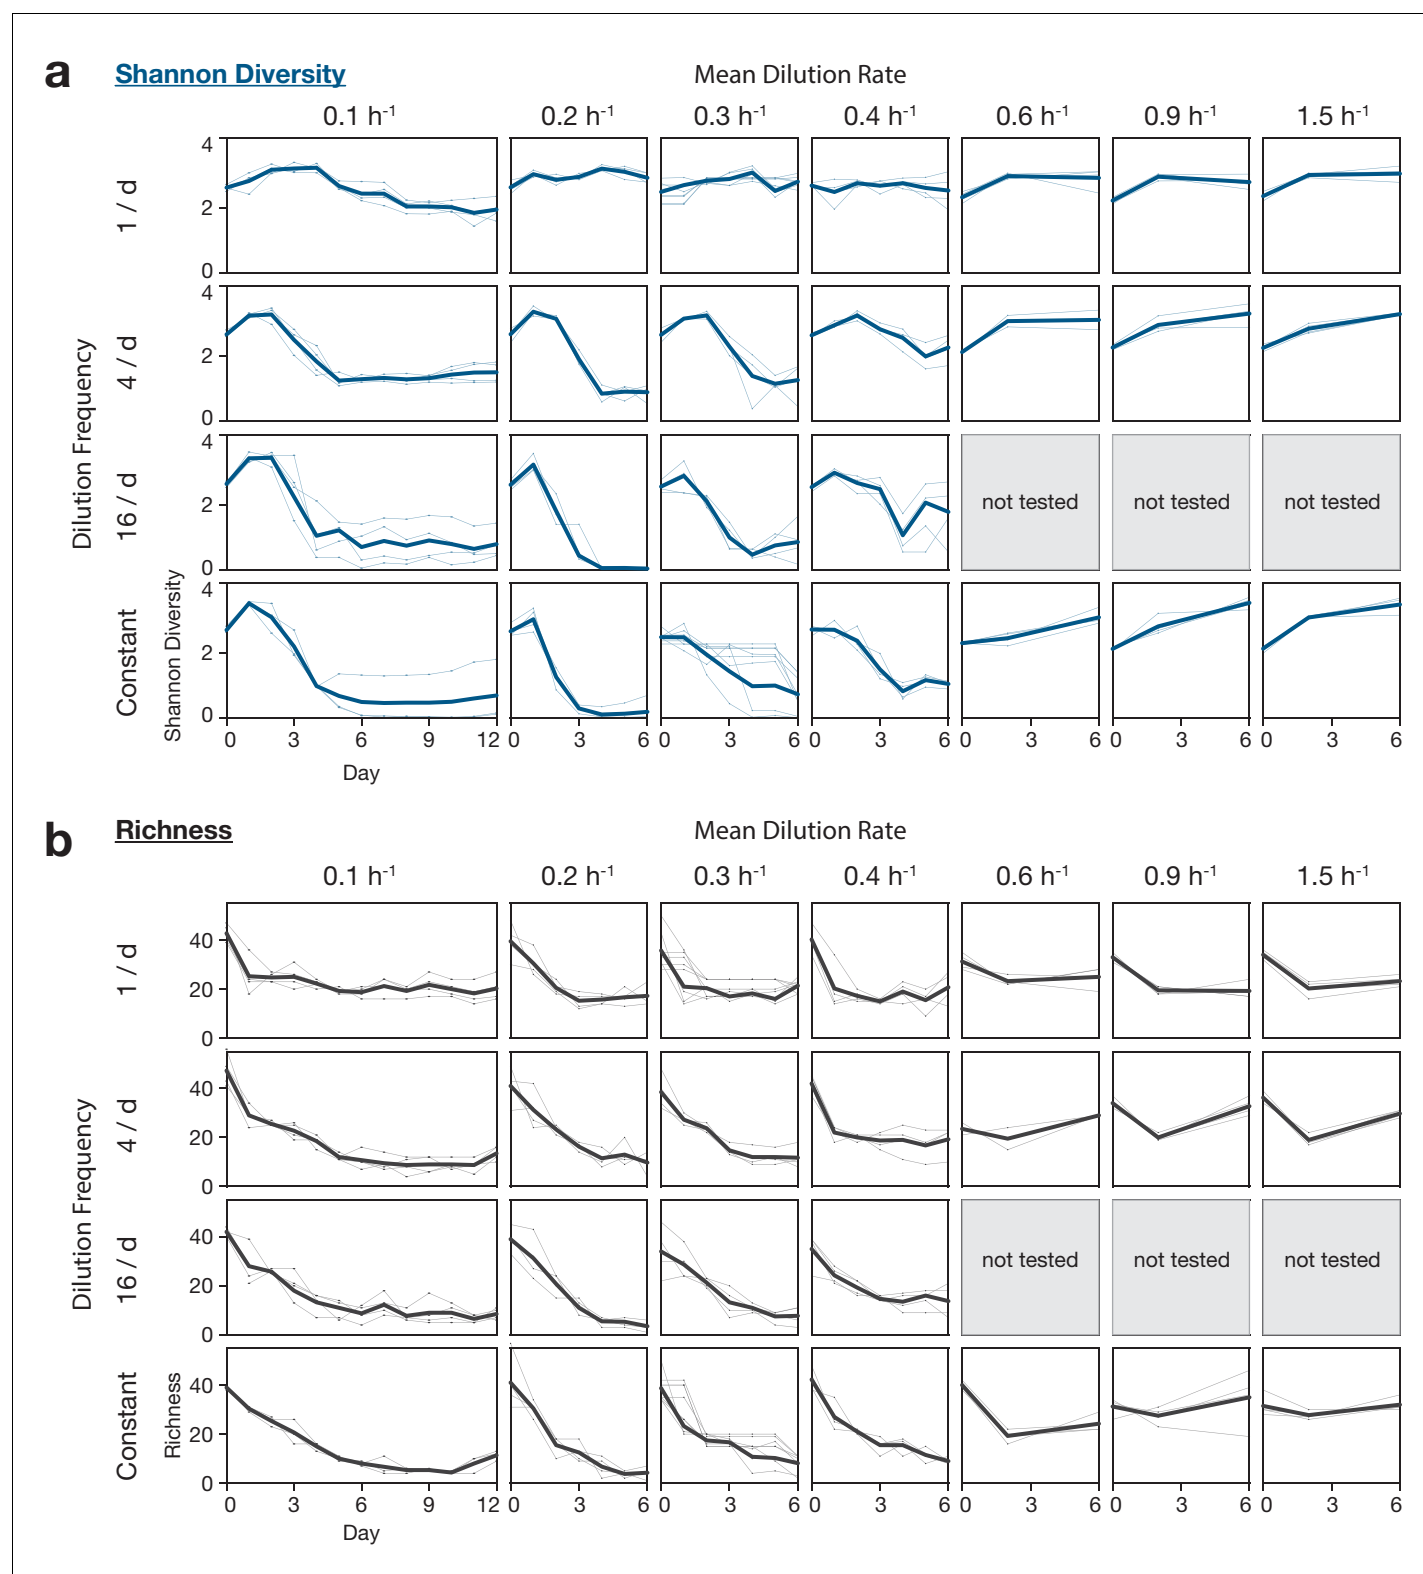 a Shannon Diversity Mean Dilution Rate
0.1 h-1 0.2 h-1 0.3 h-1 0.4 h-1 0.6 h-1 0.9 h-1 1.5 h-1
Dilution Frequency
1 / d
4 2 0
4 / d
4 2 0
16 / d
4 2 0
not tested not tested not tested
Constant
Shannon Diversity
4 2 0
0 3 6 9 12 0 3 6 0 3 6 0 3 6 0 3 6 0 3 6 0 3 6
Day
b Richness Mean Dilution Rate
0.1 h-1 0.2 h-1 0.3 h-1 0.4 h-1 0.6 h-1 0.9 h-1 1.5 h-1
Dilution Frequency
1 / d
40 20 0
4 / d
40 20 0
16 / d
40 20 0
not tested not tested not tested
Constant
Richness
40 20 0
0 3 6 9 12 0 3 6 0 3 6 0 3 6 0 3 6 0 3 6 0 3 6
Day